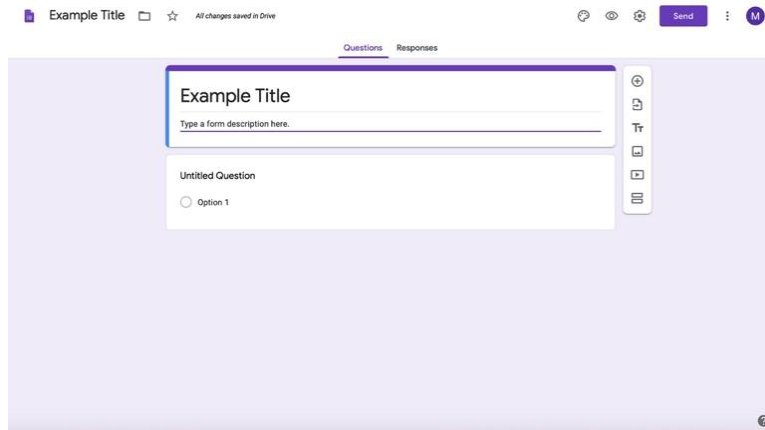 Example Title
All changes saved in Drive
Send
M
Questions
Responses
Example Title
Type a form description here.
Tт
Untitled Question
Option 1